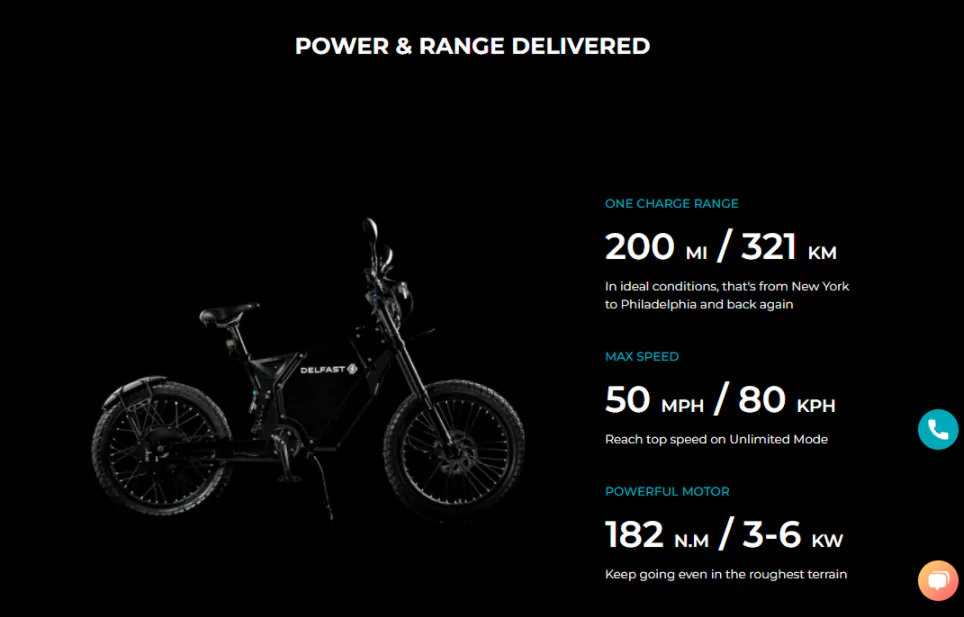 POWER & RANGE DELIVERED
ONE CHARGE RANGE
200 MI / 321 KM
In ideal conditions, that's from New York
to Philadelphia and back again
DELFAST
MAX SPEED
50 MPH / 80 KPH
Reach top speed on Unlimited Mode
POWERFUL MOTOR
182 N.M / 3-6 KW
Keep going even in the roughest terrain